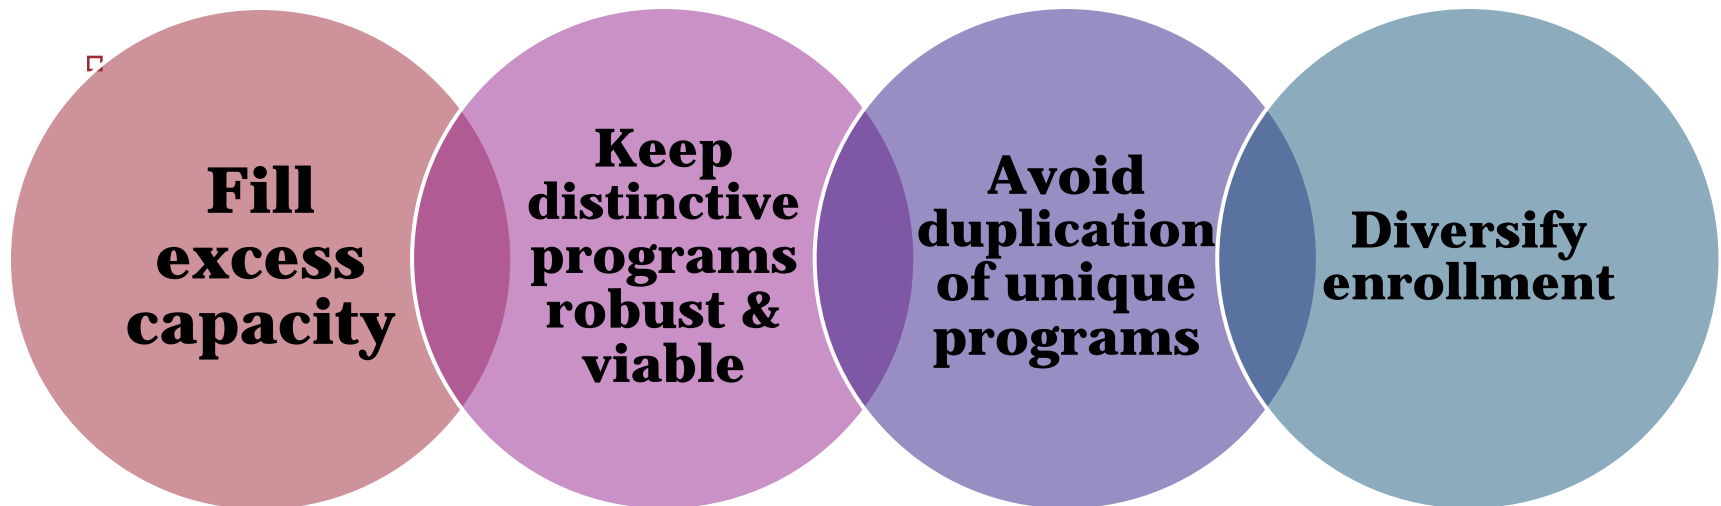 Fill
excess
capacity
Keep
distinctive
programs
robust &
viable
Avoid
duplication
of unique
programs
Diversify
enrollment